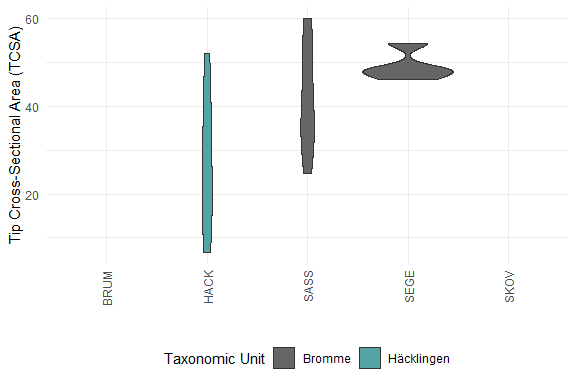 Tip Cross-Sectional Area (TCSA)
60
40
20
BRUM
HACK
SASS
SEGE
SKOV
Taxonomic Unit
Bromme
Häcklingen